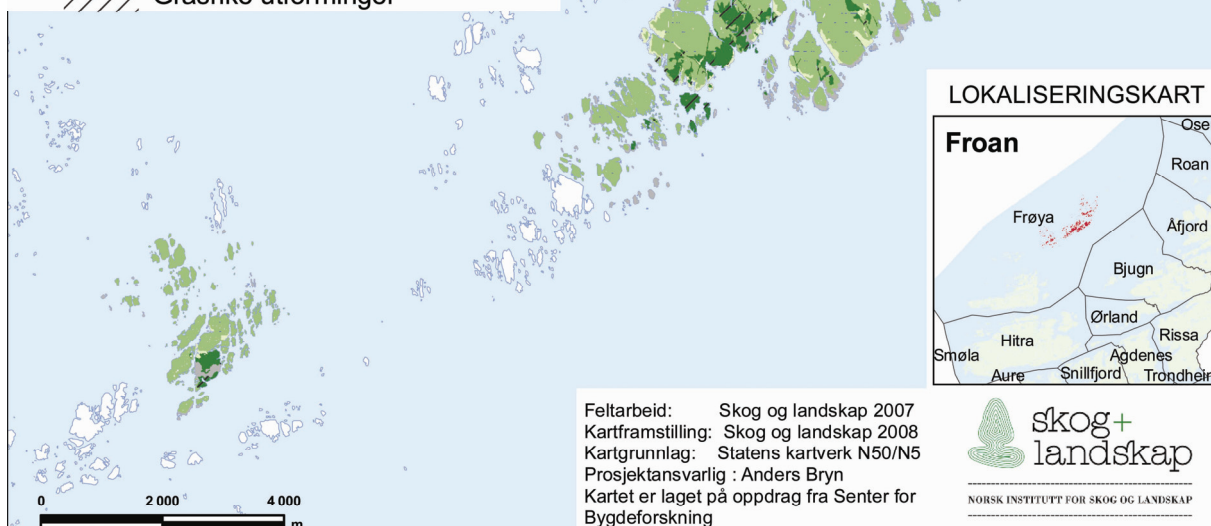 Grasrike utforminger
LOKALISERINGSKART
Froan
Ose
Roan
Frøya
Åfjord
Bjugn
Ørland
Hitra
Rissa
Smøla
Agdenes
Aure
Snillfjord
Trondheim
Feltarbeid: Skog og landskap 2007
Kartframstilling: Skog og landskap 2008
Kartgrunnlag: Statens kartverk N50/N5
Prosjektansvarlig : Anders Bryn
Kartet er laget på oppdrag fra Senter for
Bygdeforskning
skog+
landskap
NORSK INSTITUTT FOR SKOG OG LANDSKAP
0 2 000 4 000
m